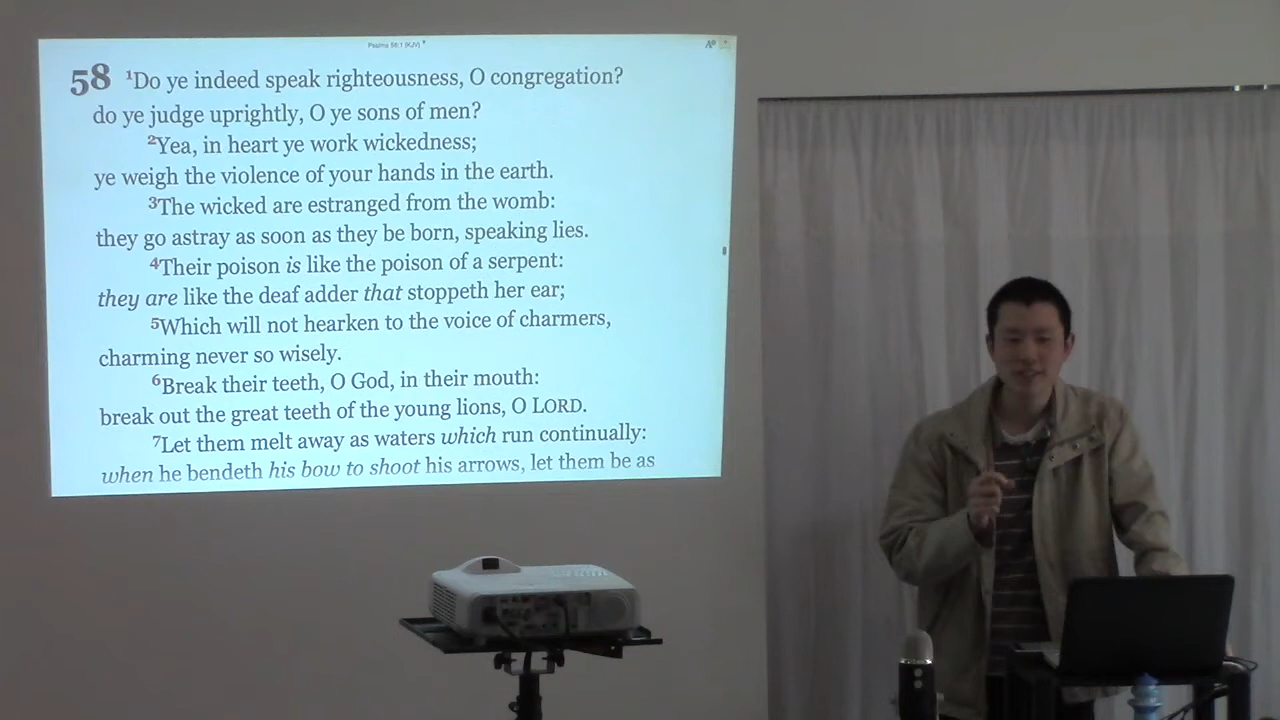 Psalms 58:1 (KJV)
58 1Do ye indeed speak righteousness, O congregation?
do ye judge uprightly, O ye sons of men?
2Yea, in heart ye work wickedness;
ye weigh the violence of your hands in the earth.
3The wicked are estranged from the womb:
they go astray as soon as they be born, speaking lies.
4Their poison is like the poison of a serpent:
they are like the deaf adder that stoppeth her ear;
5Which will not hearken to the voice of charmers,
charming never so wisely.
6Break their teeth, O God, in their mouth:
break out the great teeth of the young lions, O LORD.
7Let them melt away as waters which run continually:
when he bendeth his bow to shoot his arrows, let them be as